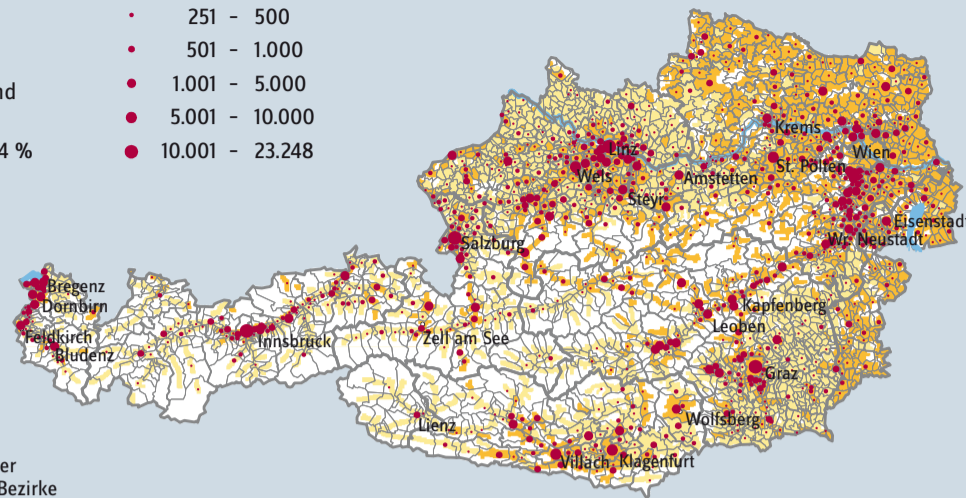 251 - 500
501 - 1.000
1.001 - 5.000
5.001 - 10.000
10.001 - 23.248
nd
4 %
Krems
Linz
Wien
St. Pölten
Wels
Amstetten
Steyr
Eisenstadt
Salzburg
Wr. Neustadt
Bregenz
Dornbirn
Kapfenberg
Leoben
Feldkirch
Innsbruck
Zell am See
Bludenz
Graz
Wolfsberg
Lienz
Villach
Klagenfurt
er
Bezirke